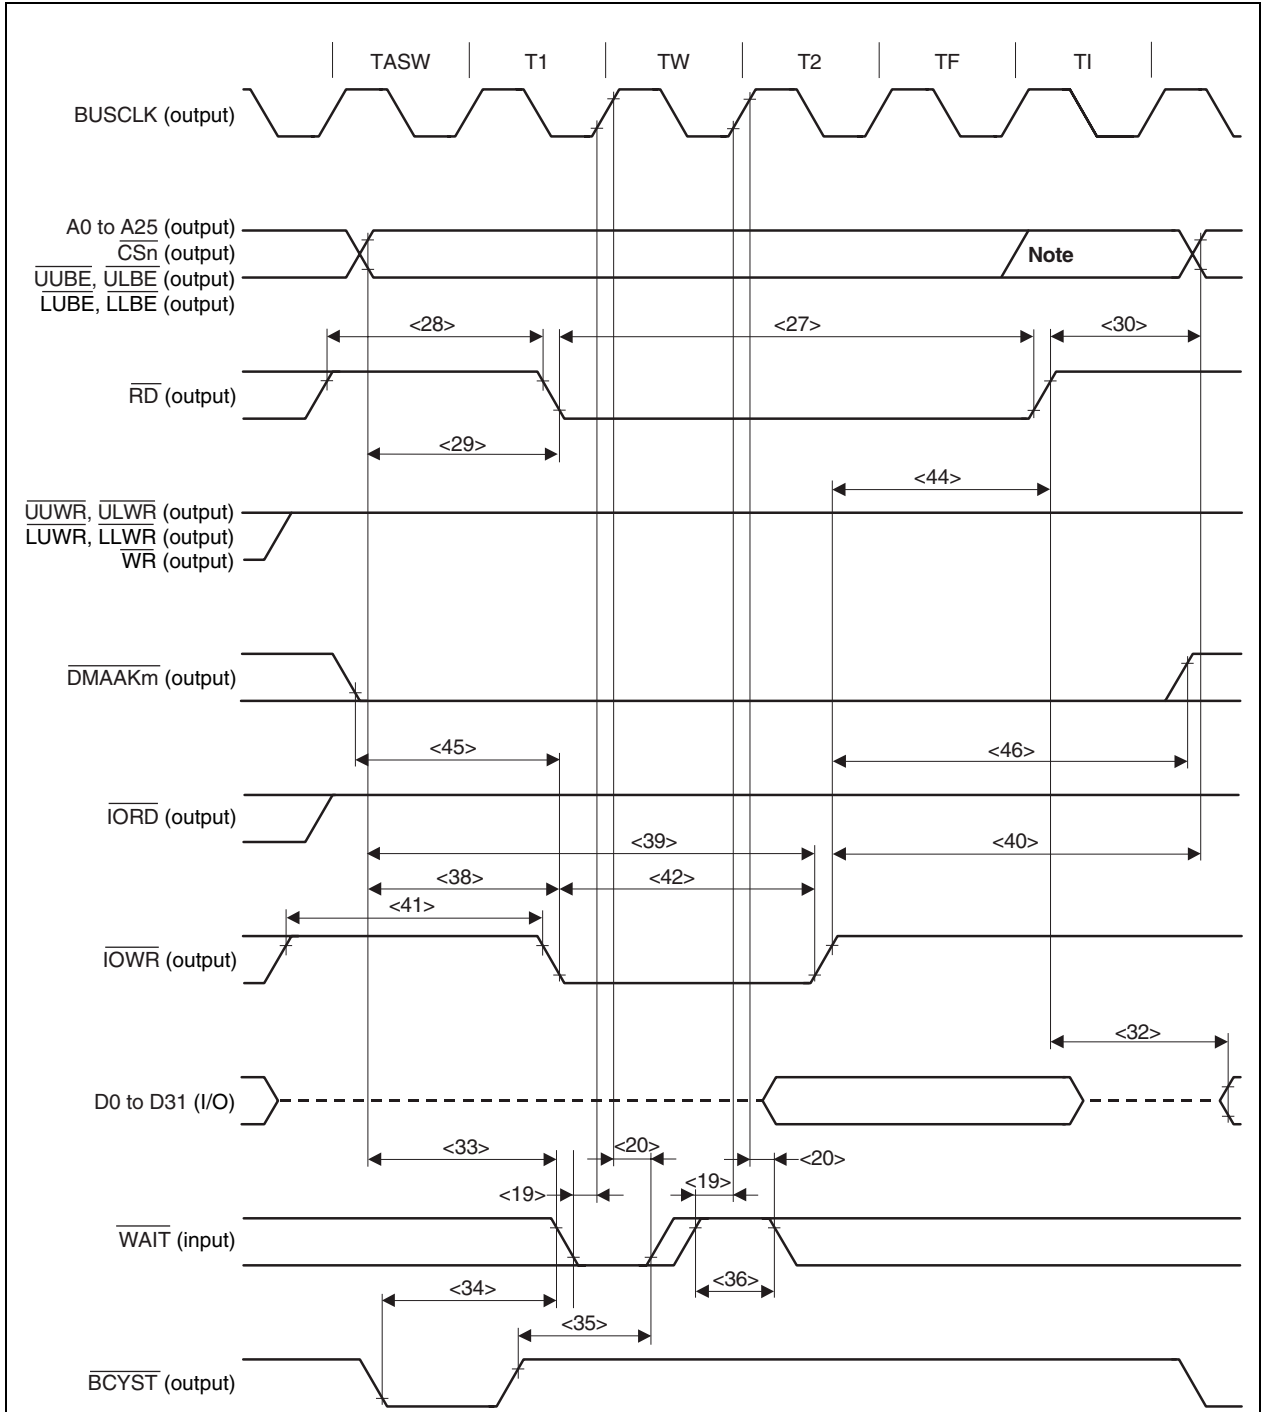 TASW T1 TW T2 TF TI
BUSCLK (output)
A0 to A25 (output)
CSn (output)
UUBE, ULBE (output)
LUBE, LLBE (output)
Note
<28> <27> <30>
RD (output)
<29>
<44>
UUWR, ULWR (output)
LUWR, LLWR (output)
WR (output)
DMAAKm (output)
<45> <46>
IORD (output)
<39> <40>
<38> <42>
<41>
IOWR (output)
<32>
D0 to D31 (I/O)
<33> <20> <20>
<19> <19>
WAIT (input)
<34> <36>
<35>
BCYST (output)